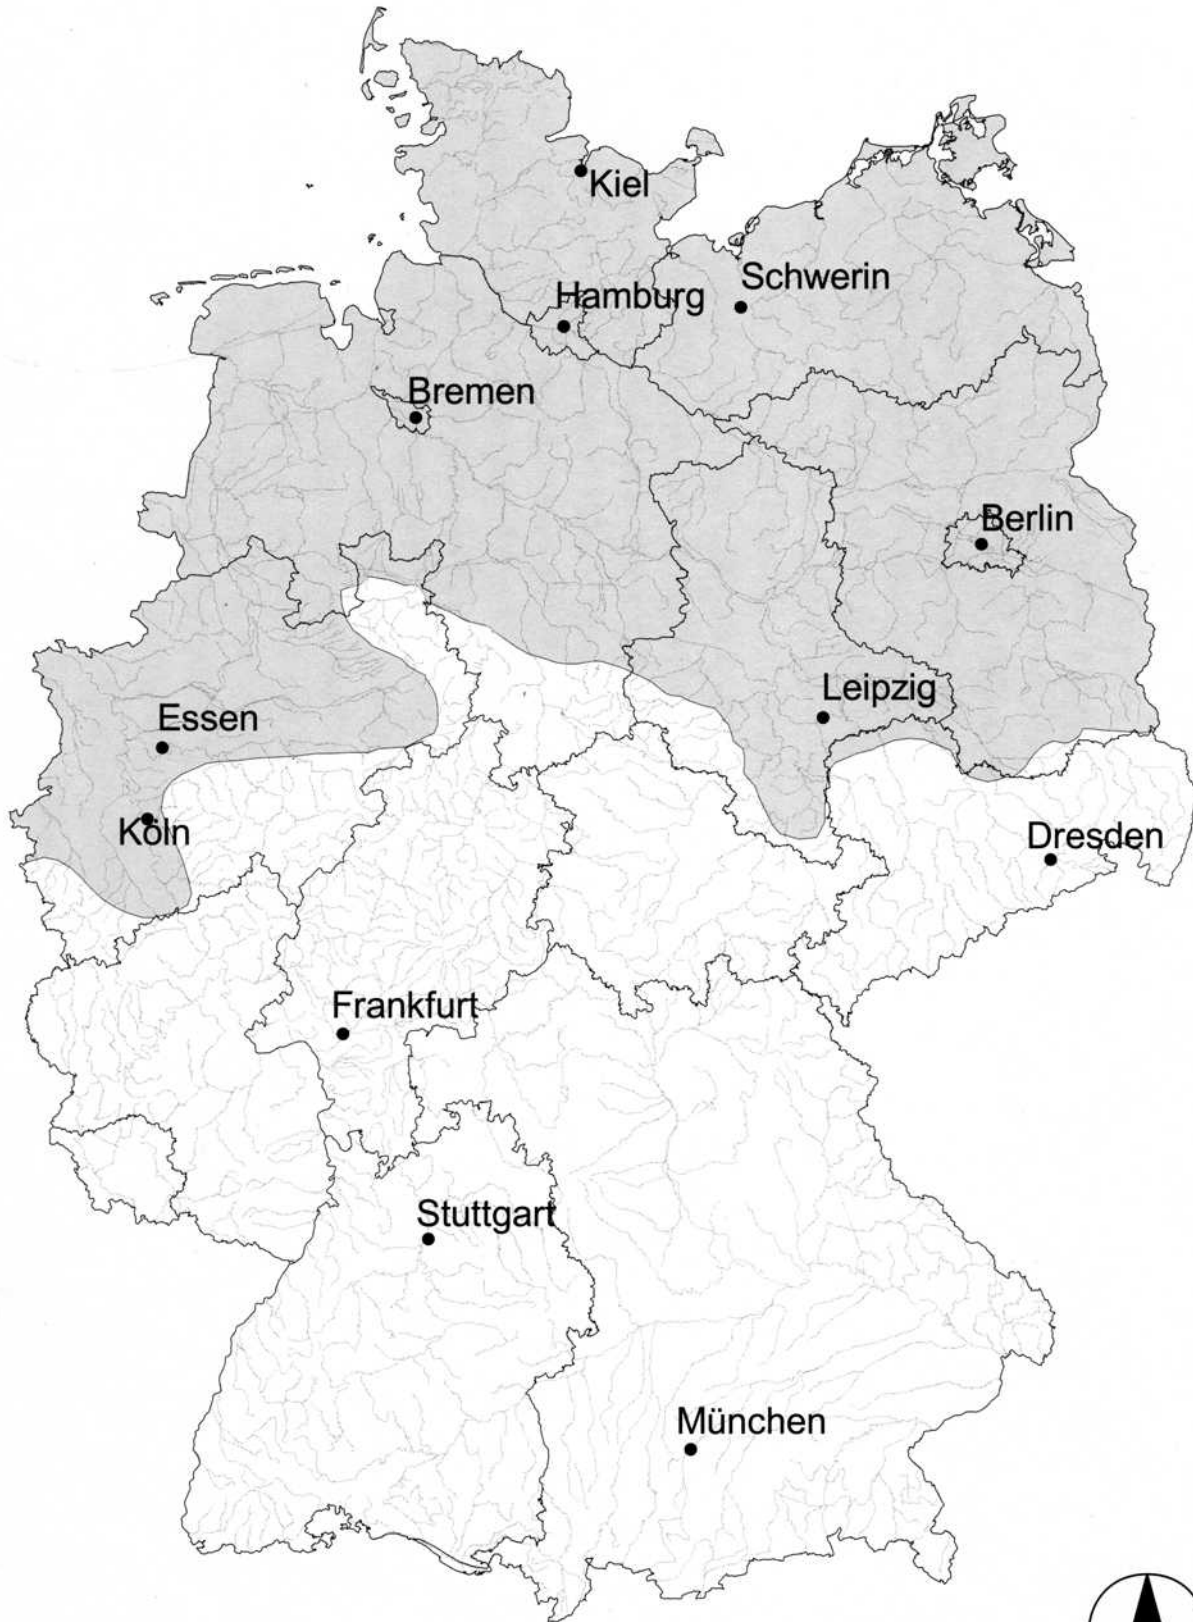 Kiel
Schwerin
Hamburg
Bremen
Berlin
Leipzig
Essen
Köln
Dresden
Frankfurt
Stuttgart
München